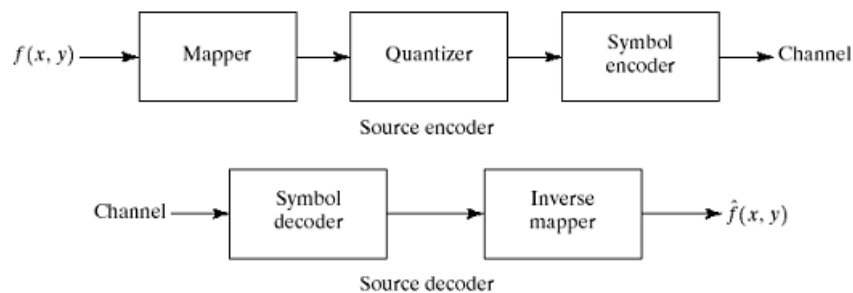 f(x, y)
Mapper
Quantizer
Symbol
encoder
Channel
Source encoder
Channel
Symbol
decoder
Inverse
mapper
f̂(x, y)
Source decoder